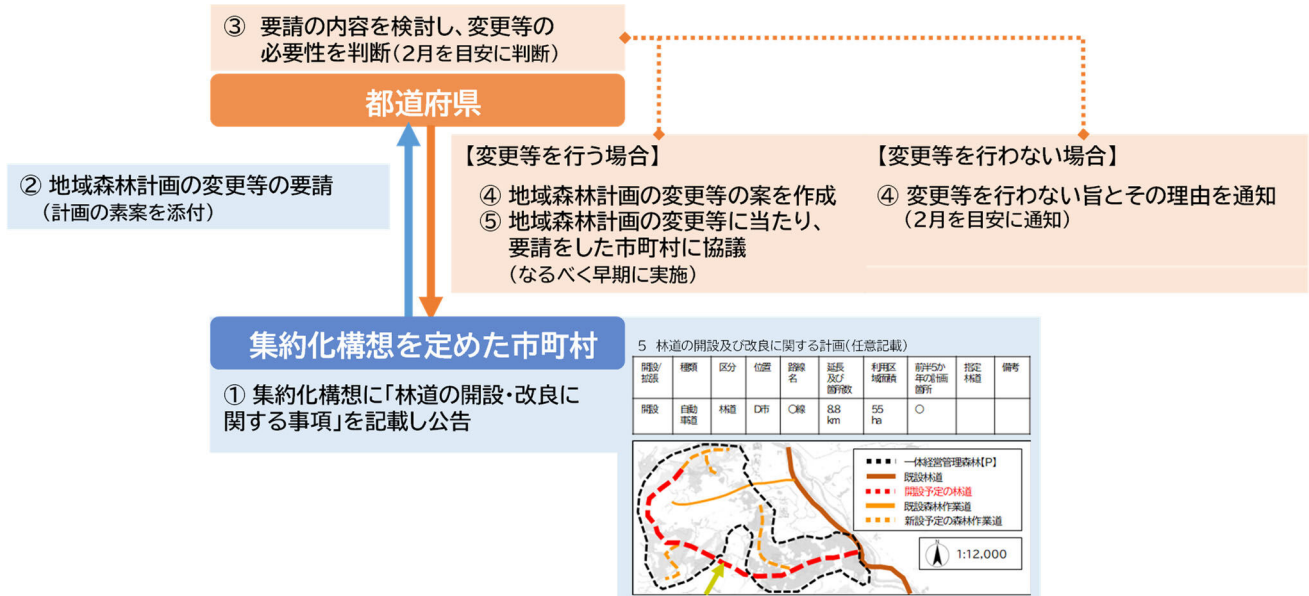 ③ 要請の内容を検討し、変更等の
必要性を判断(2月を目安に判断)
都道府県
② 地域森林計画の変更等の要請
(計画の素案を添付)
【変更等を行う場合】
④ 地域森林計画の変更等の案を作成
⑤ 地域森林計画の変更等に当たり、
要請をした市町村に協議
(なるべく早期に実施)
【変更等を行わない場合】
④ 変更等を行わない旨とその理由を通知
(2月を目安に通知)
集約化構想を定めた市町村
① 集約化構想に「林道の開設・改良に
関する事項」を記載し公告
5 林道の開設及び改良に関する計画(任意記載)
開設/拡張 種類 区分 位置 路線名 延長及び箇所数 利用区域面積 前半5か年の計画箇所 指定林道 備考
開設 自動車道 林道 D市 〇線 8.8 km 55 ha 〇
一体経営管理森林【P】
既設林道
開設予定の林道
既設森林作業道
新設予定の森林作業道
N
1:12,000